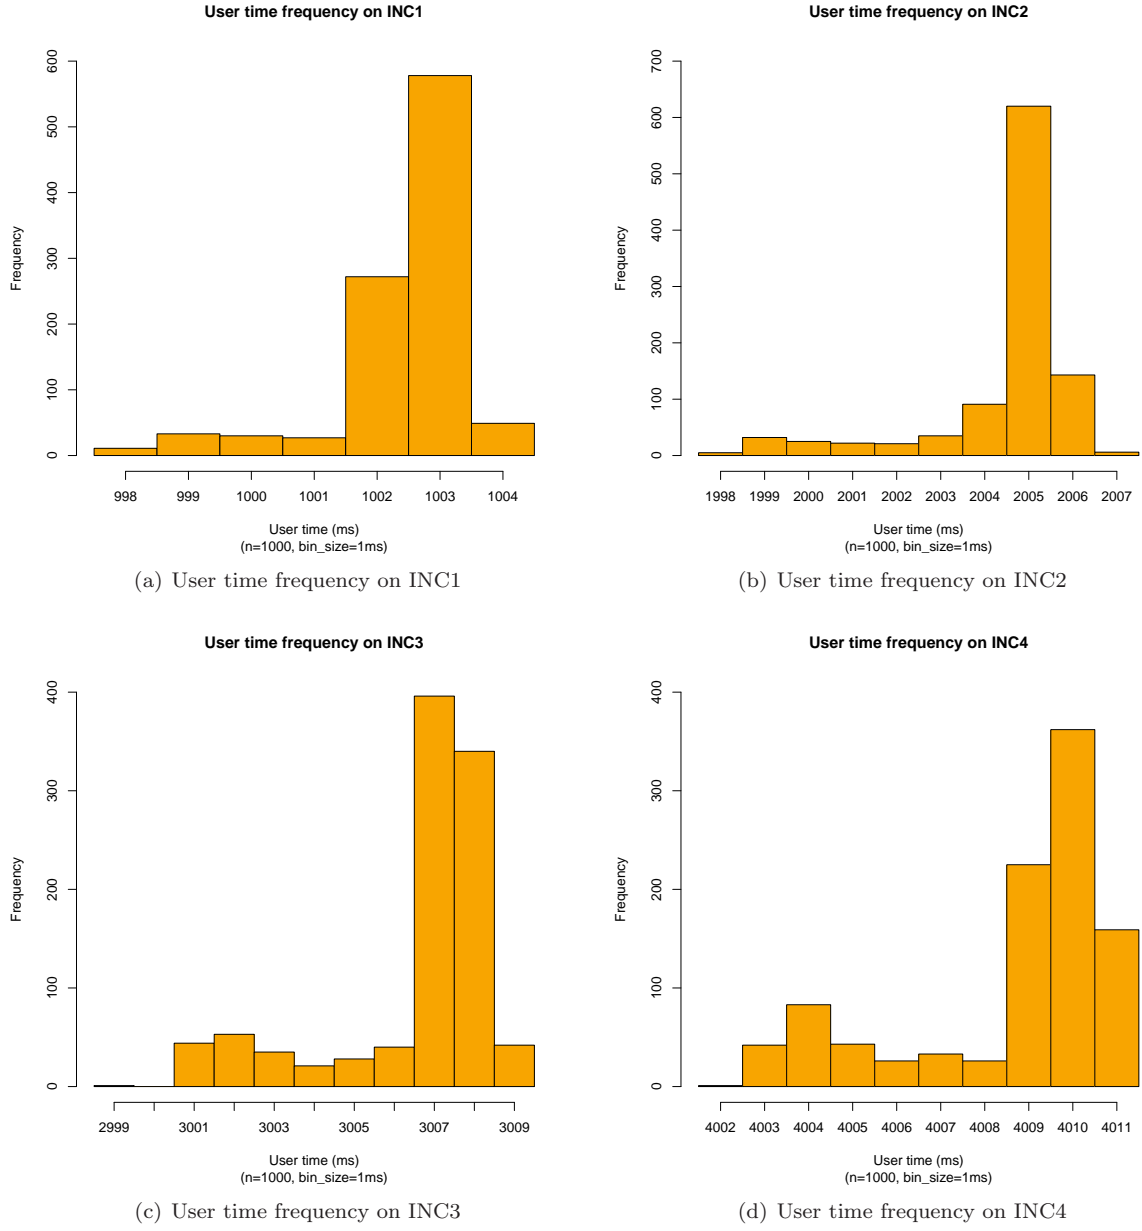 User time frequency on INC1
600
500
400
300
200
100
0
Frequency
998 999 1000 1001 1002 1003 1004
User time (ms)
(n=1000, bin_size=1ms)
(a) User time frequency on INC1
User time frequency on INC2
700
600
500
400
300
200
100
0
Frequency
1998 1999 2000 2001 2002 2003 2004 2005 2006 2007
User time (ms)
(n=1000, bin_size=1ms)
(b) User time frequency on INC2
User time frequency on INC3
400
300
200
100
0
Frequency
2999 3001 3003 3005 3007 3009
User time (ms)
(n=1000, bin_size=1ms)
(c) User time frequency on INC3
User time frequency on INC4
400
300
200
100
0
Frequency
4002 4003 4004 4005 4006 4007 4008 4009 4010 4011
User time (ms)
(n=1000, bin_size=1ms)
(d) User time frequency on INC4